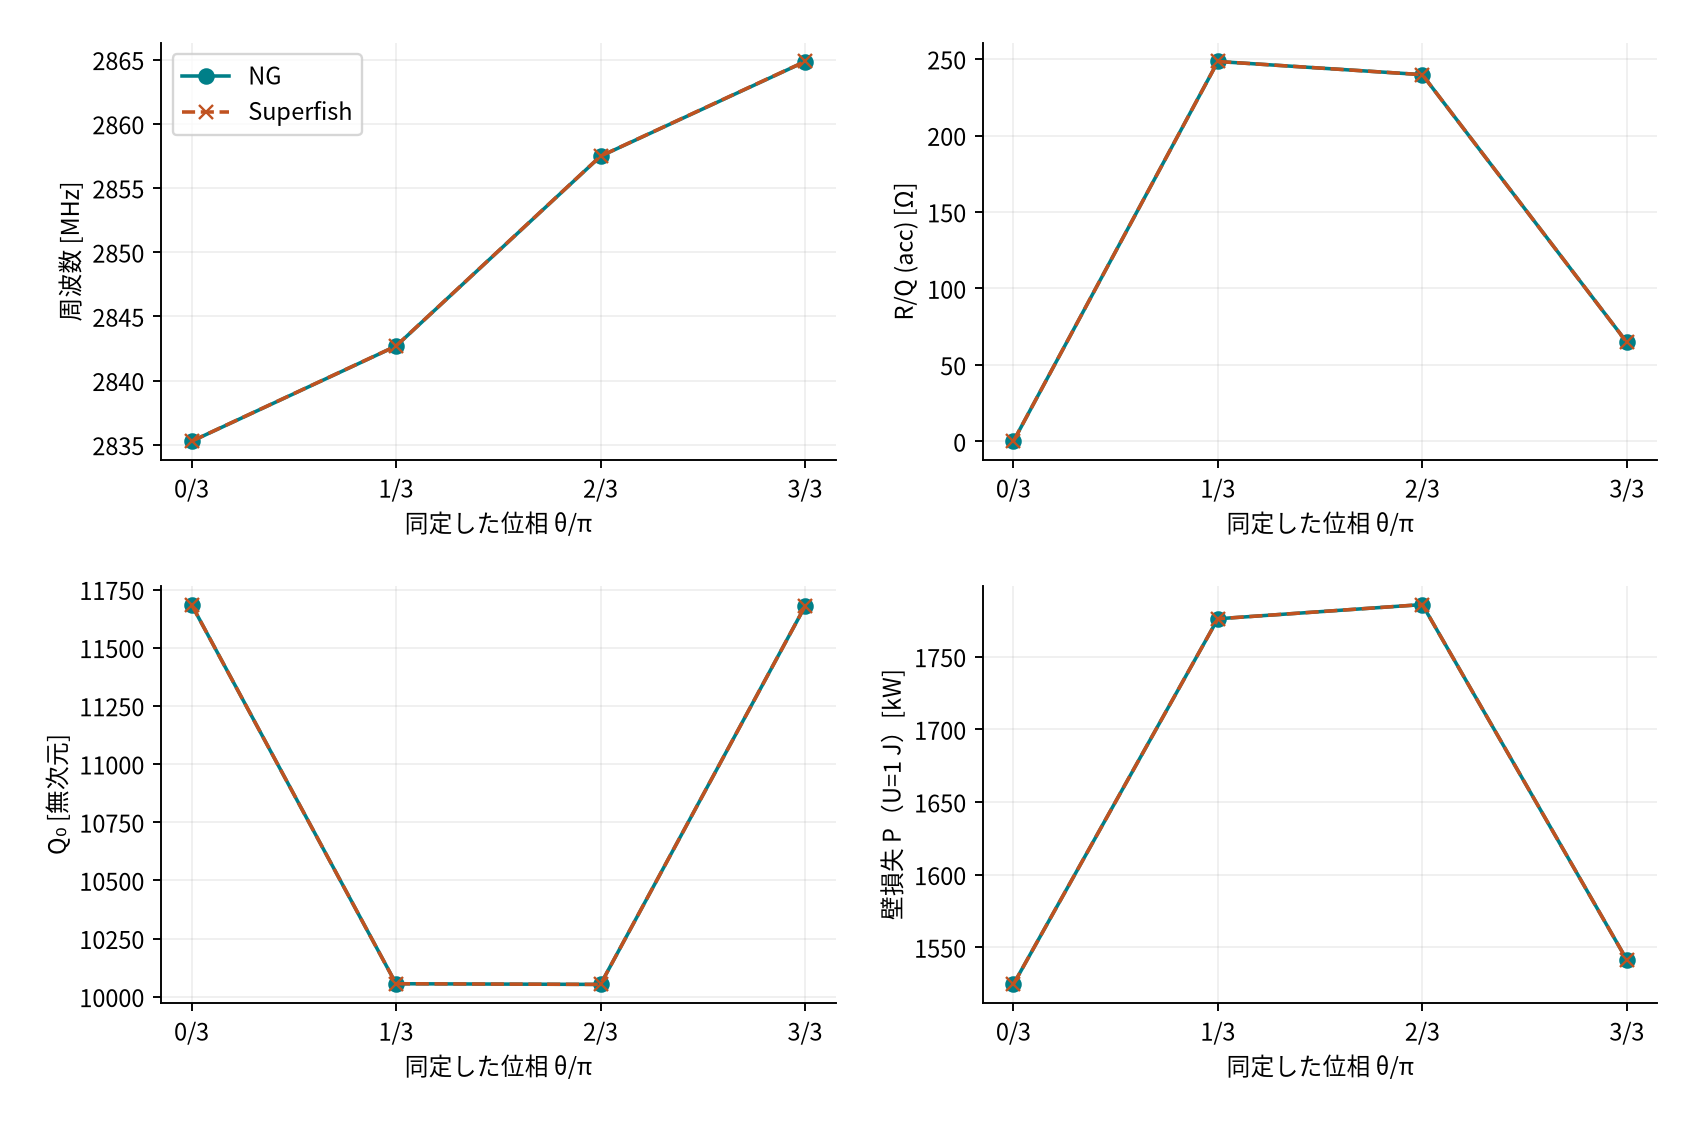 NG
Superfish
周波数 [MHz]
2865
2860
2855
2850
2845
2840
2835
0/3 1/3 2/3 3/3
同定した位相 θ/π
R/Q (acc) [Ω]
250
200
150
100
50
0
0/3 1/3 2/3 3/3
同定した位相 θ/π
Q₀ [無次元]
11750
11500
11250
11000
10750
10500
10250
10000
0/3 1/3 2/3 3/3
同定した位相 θ/π
壁損失 P（U=1 J）[kW]
1750
1700
1650
1600
1550
0/3 1/3 2/3 3/3
同定した位相 θ/π